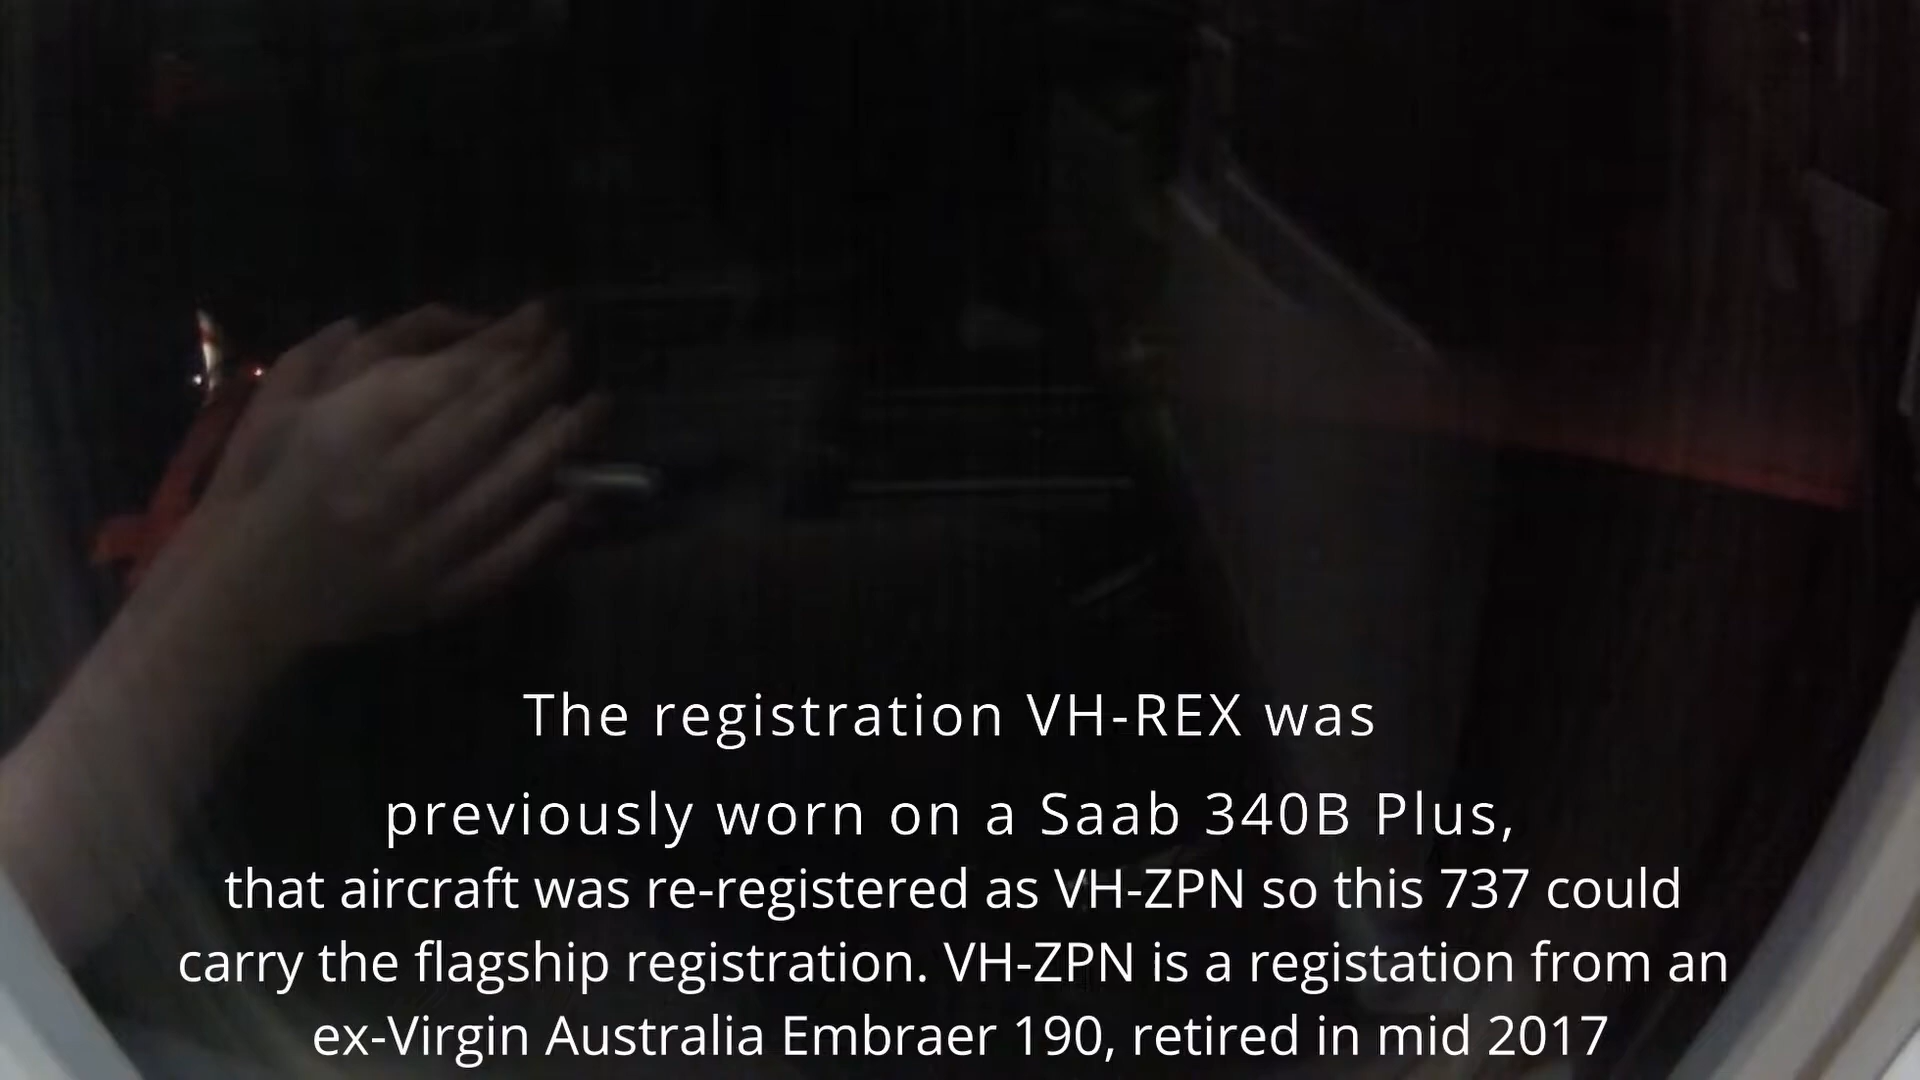 The registration VH-REX was
previously worn on a Saab 340B Plus,
that aircraft was re-registered as VH-ZPN so this 737 could
carry the flagship registration. VH-ZPN is a registation from an
ex-Virgin Australia Embraer 190, retired in mid 2017